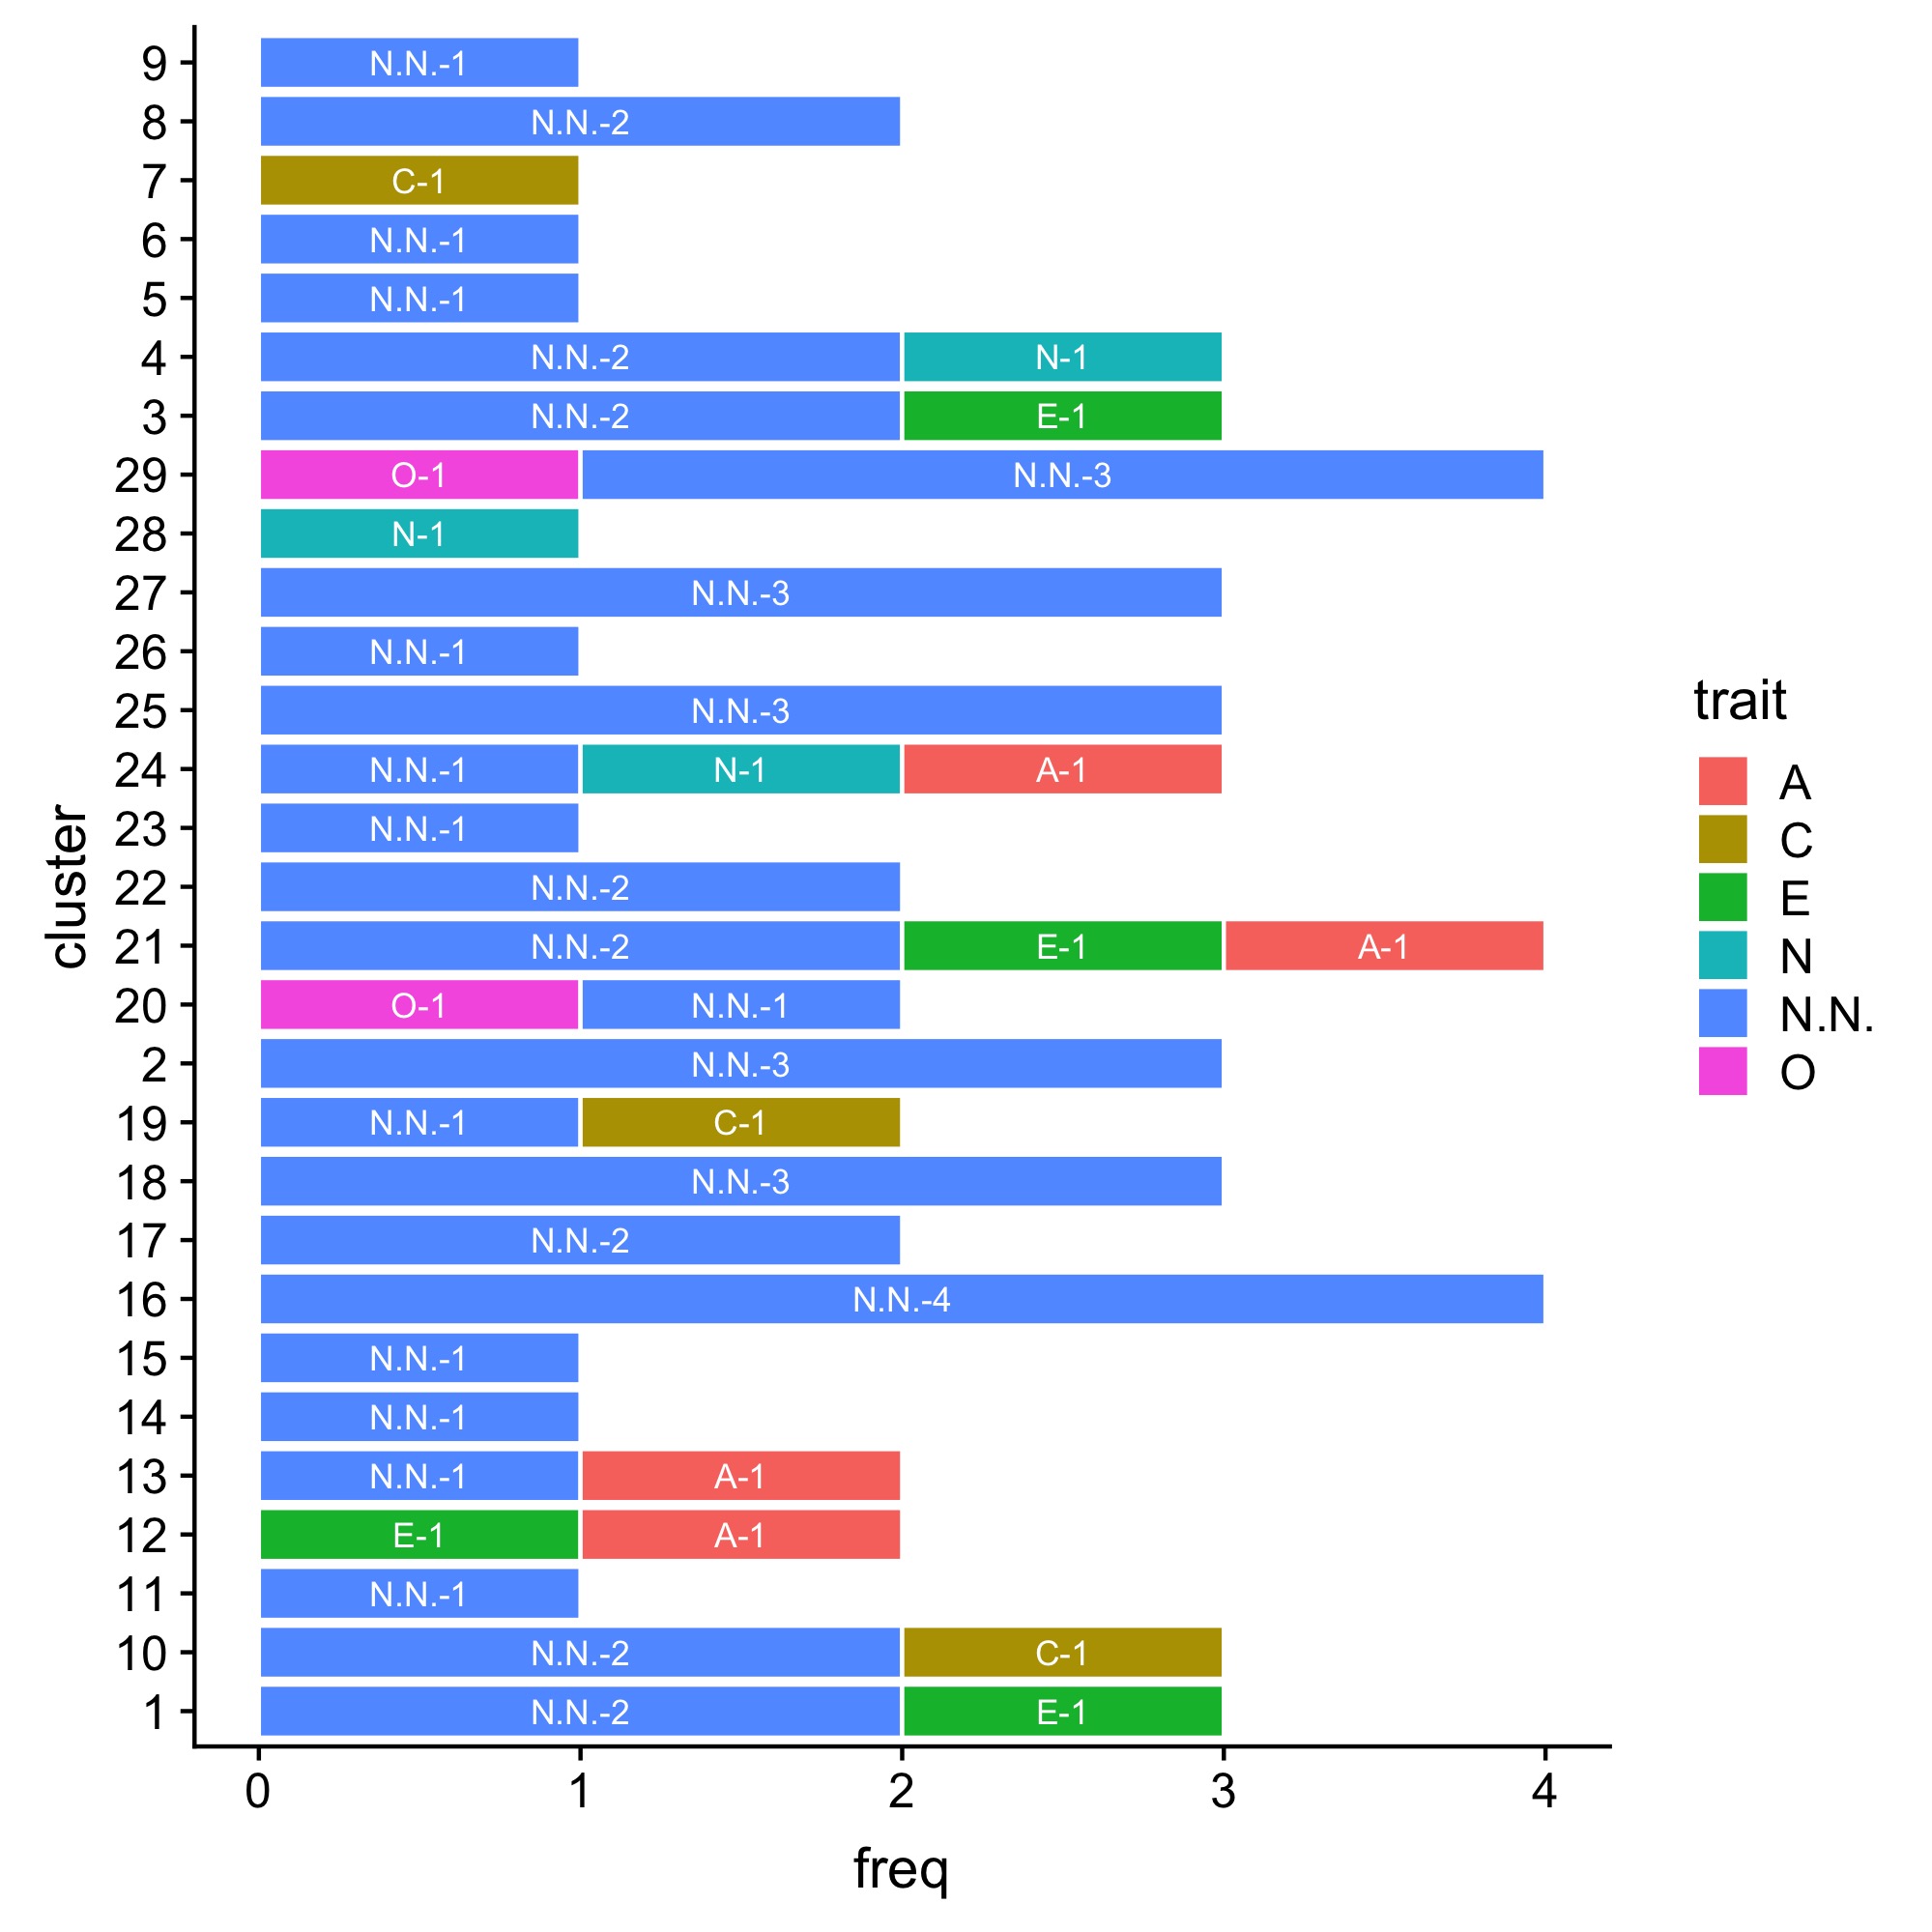 9 N.N.-1
8 N.N.-2
7 C-1
6 N.N.-1
5 N.N.-1
4 N.N.-2 N-1
3 N.N.-2 E-1
29 O-1 N.N.-3
28 N-1
27 N.N.-3
26 N.N.-1
25 N.N.-3
24 N.N.-1 N-1 A-1
23 N.N.-1
22 N.N.-2
21 N.N.-2 E-1 A-1
20 O-1 N.N.-1
2 N.N.-3
19 N.N.-1 C-1
18 N.N.-3
17 N.N.-2
16 N.N.-4
15 N.N.-1
14 N.N.-1
13 N.N.-1 A-1
12 E-1 A-1
11 N.N.-1
10 N.N.-2 C-1
1 N.N.-2 E-1
cluster
0 1 2 3 4
freq
trait
A
C
E
N
N.N.
O